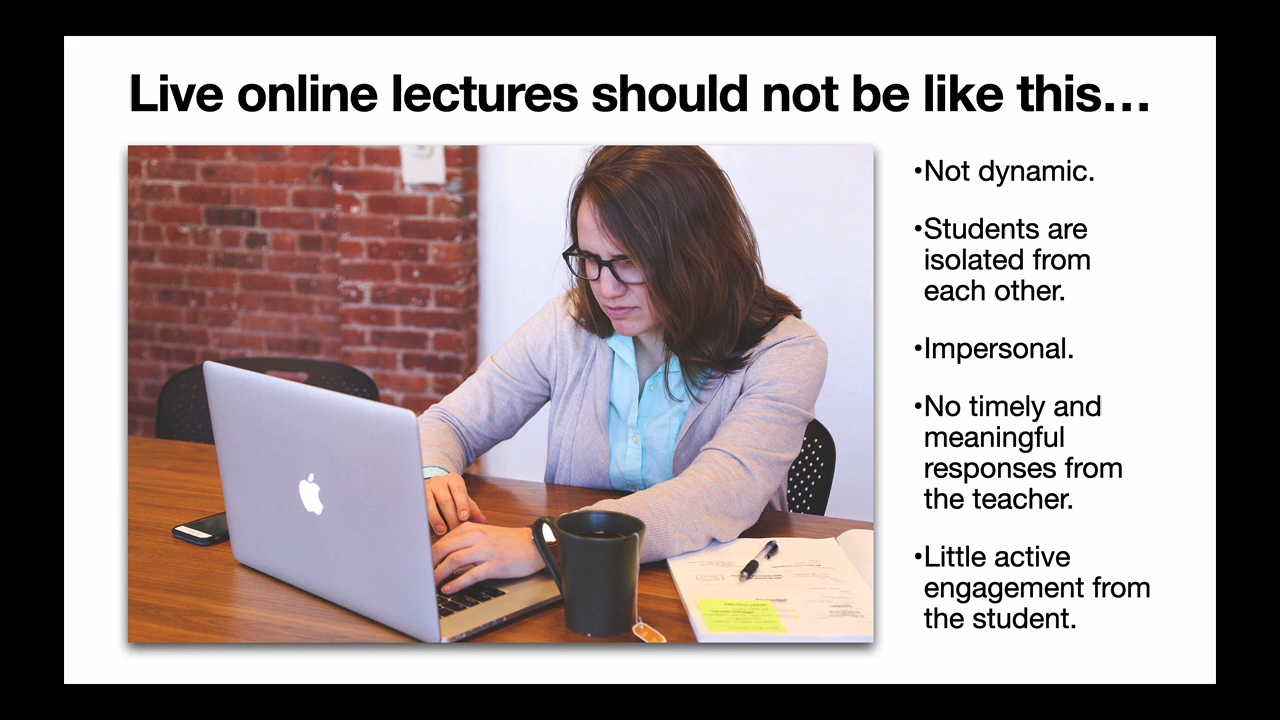 Live online lectures should not be like this…
•Not dynamic.
•Students are
isolated from
each other.
•Impersonal.
•No timely and
meaningful
responses from
the teacher.
•Little active
engagement from
the student.